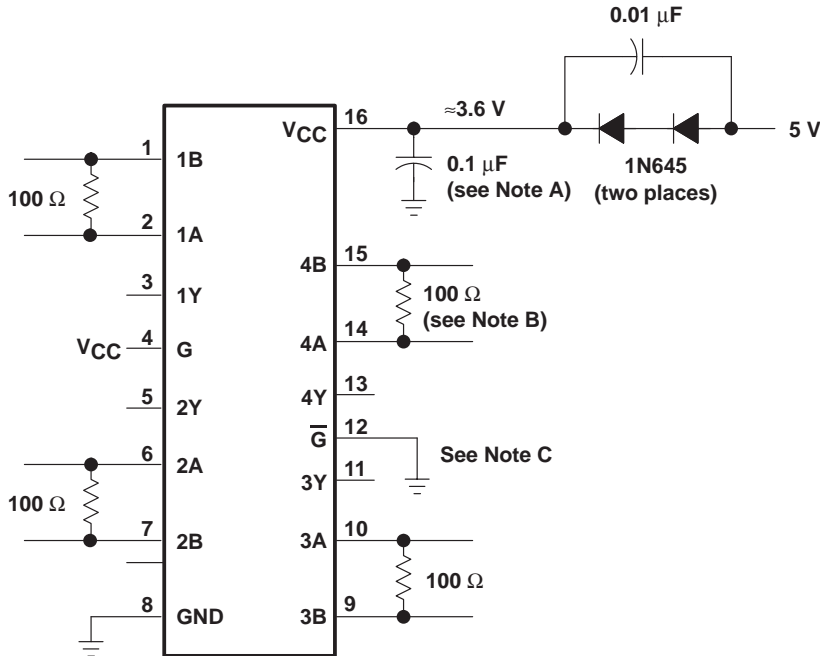 0.01 μF
16
≈3.6 V
VCC
5 V
1
1B
0.1 μF
(see Note A)
1N645
(two places)
100 Ω
2
1A
15
4B
3
1Y
100 Ω
(see Note B)
VCC
4
G
14
4A
5
2Y
13
4Y
12
G̅
See Note C
6
2A
11
3Y
100 Ω
7
2B
10
3A
100 Ω
8
GND
9
3B